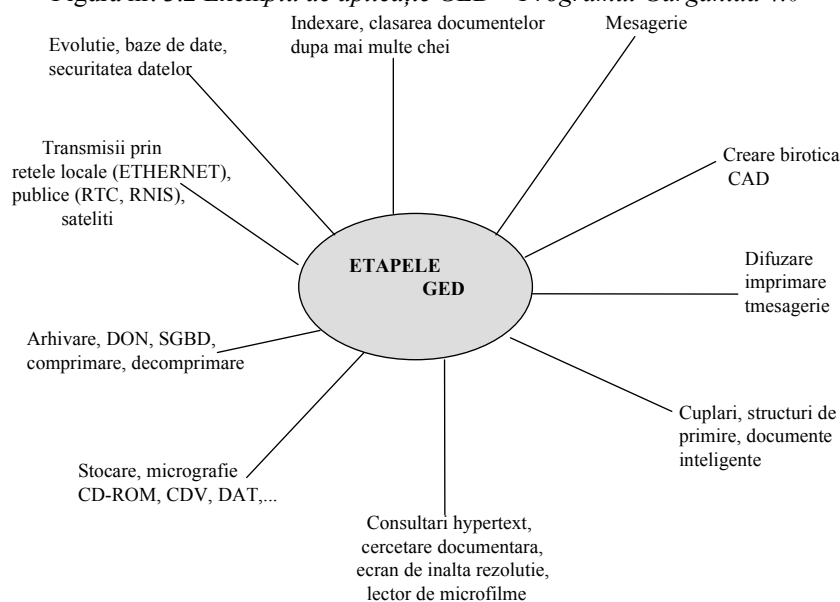 Figura nr. 3.2 Exemplu de aplicație GED – Programul Gargantua 4.0
Indexare, clasarea documentelor
dupa mai multe chei
Mesagerie
Evolutie, baze de date,
securitatea datelor
Transmisii prin
retele locale (ETHERNET),
publice (RTC, RNIS),
sateliti
Creare birotica
CAD
ETAPELE
GED
Difuzare
imprimare
tmesagerie
Arhivare, DON, SGBD,
comprimare, decomprimare
Cuplari, structuri de
primire, documente
inteligente
Stocare, micrografie
CD-ROM, CDV, DAT,...
Consultari hypertext,
cercetare documentara,
ecran de inalta rezolutie,
lector de microfilme